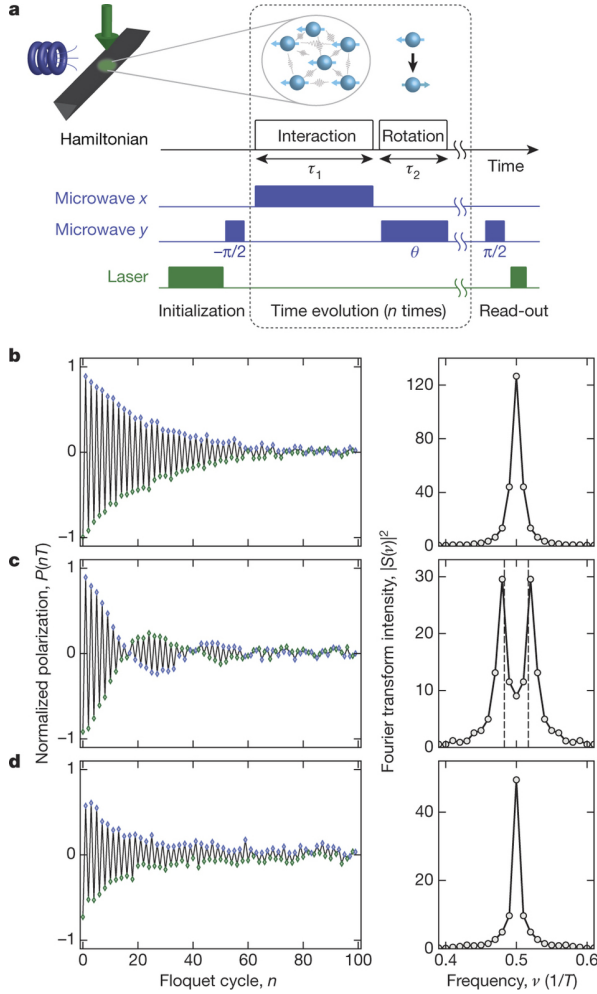 a
Hamiltonian
Interaction
Rotation
τ1
τ2
Time
Microwave x
Microwave y
−π/2
θ
π/2
Laser
Initialization
Time evolution (n times)
Read-out
b
1
0
−1
120
80
40
0
c
1
0
−1
30
20
10
0
d
1
0
−1
40
20
0
Normalized polarization, P(nT)
Fourier transform intensity, |S(ν)|²
0 20 40 60 80 100
Floquet cycle, n
0.4 0.5 0.6
Frequency, ν (1/T)